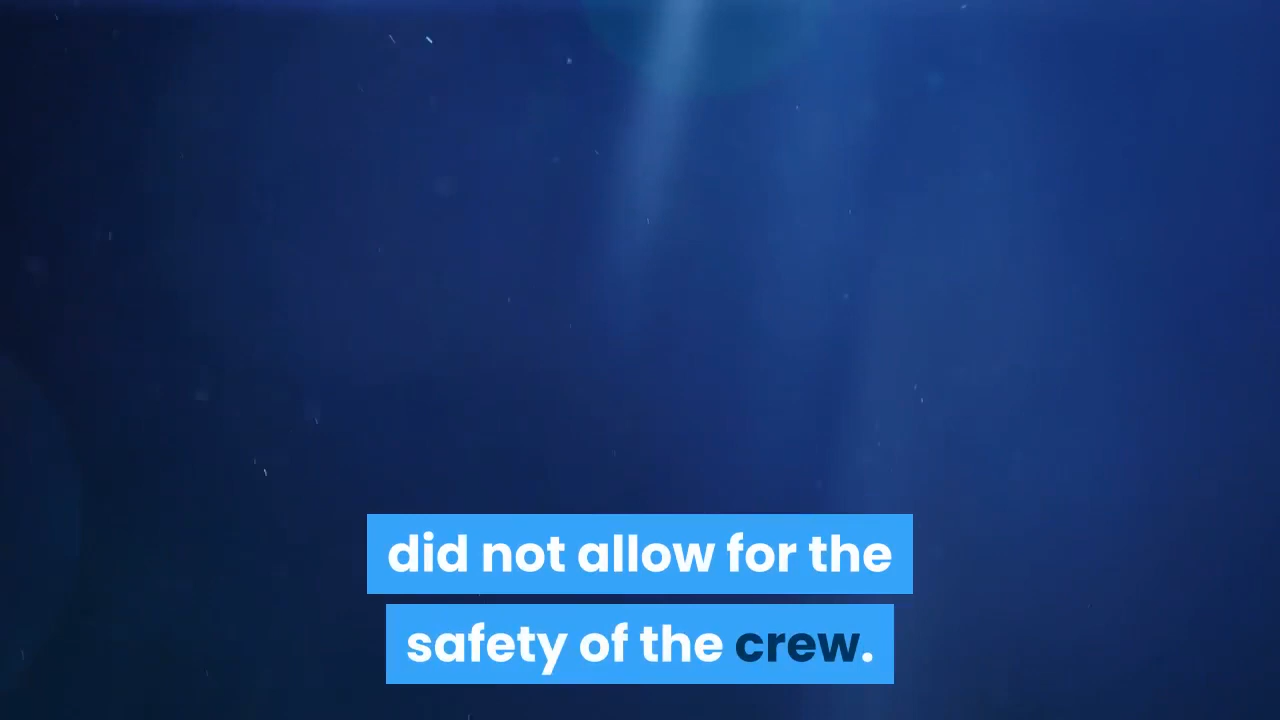 did not allow for the
safety of the crew.